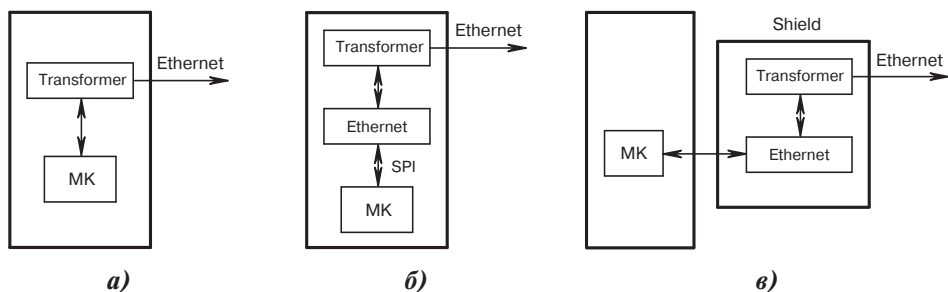 Transformer
Ethernet
MK
а)
Transformer
Ethernet
Ethernet
SPI
MK
б)
Shield
Transformer
Ethernet
MK
Ethernet
в)